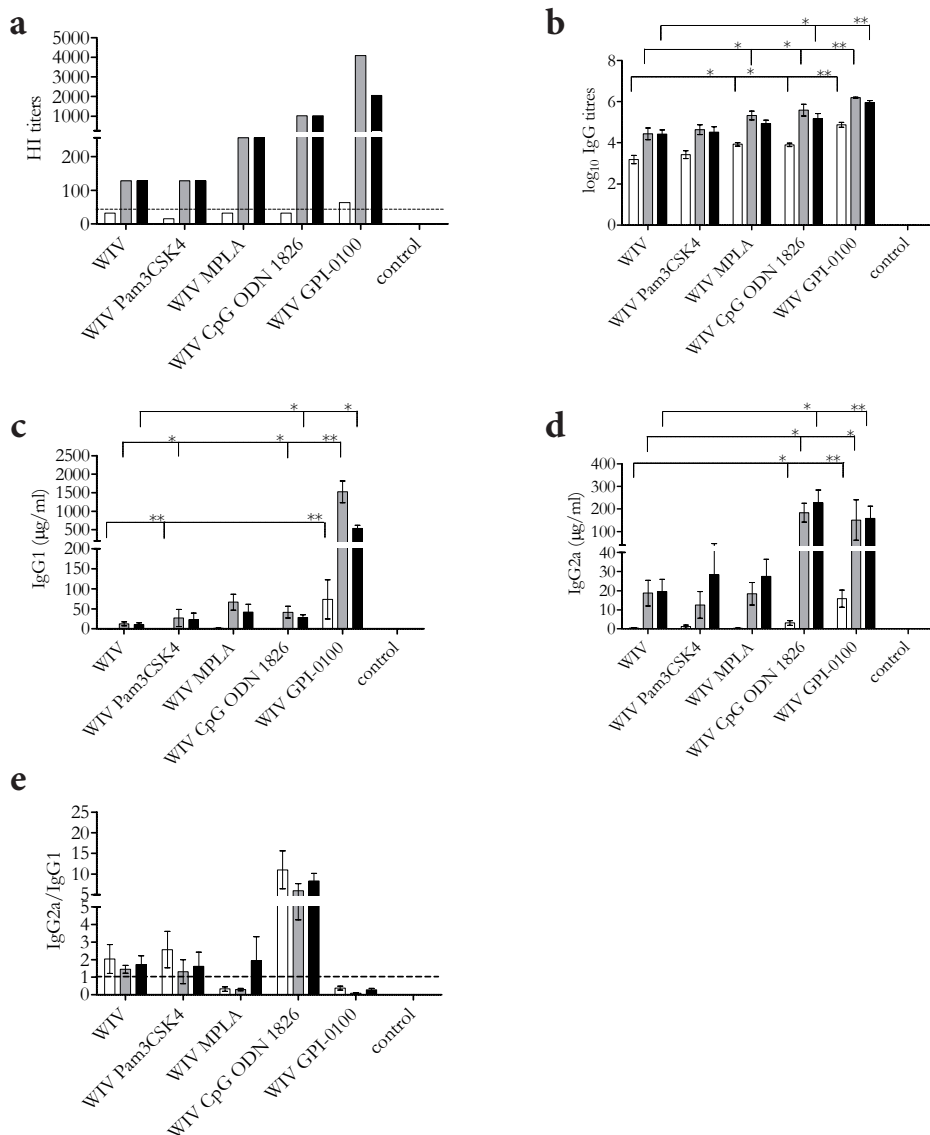 a
HI titers
5000
4000
3000
2000
1000
200
100
0
WIV
WIV Pam3CSK4
WIV MPLA
WIV CpG ODN 1826
WIV GPI-0100
control
b
log10 IgG titres
8
6
4
2
0
* **
* * **
* * **
WIV
WIV Pam3CSK4
WIV MPLA
WIV CpG ODN 1826
WIV GPI-0100
control
c
IgG1 (µg/ml)
2500
2000
1500
1000
500
200
150
100
50
0
* *
* * **
** **
WIV
WIV Pam3CSK4
WIV MPLA
WIV CpG ODN 1826
WIV GPI-0100
control
d
IgG2a (µg/ml)
400
300
200
100
40
30
20
10
0
* **
* *
* **
WIV
WIV Pam3CSK4
WIV MPLA
WIV CpG ODN 1826
WIV GPI-0100
control
e
IgG2a/IgG1
25
20
15
10
5
5
4
3
2
1
0
WIV
WIV Pam3CSK4
WIV MPLA
WIV CpG ODN 1826
WIV GPI-0100
control